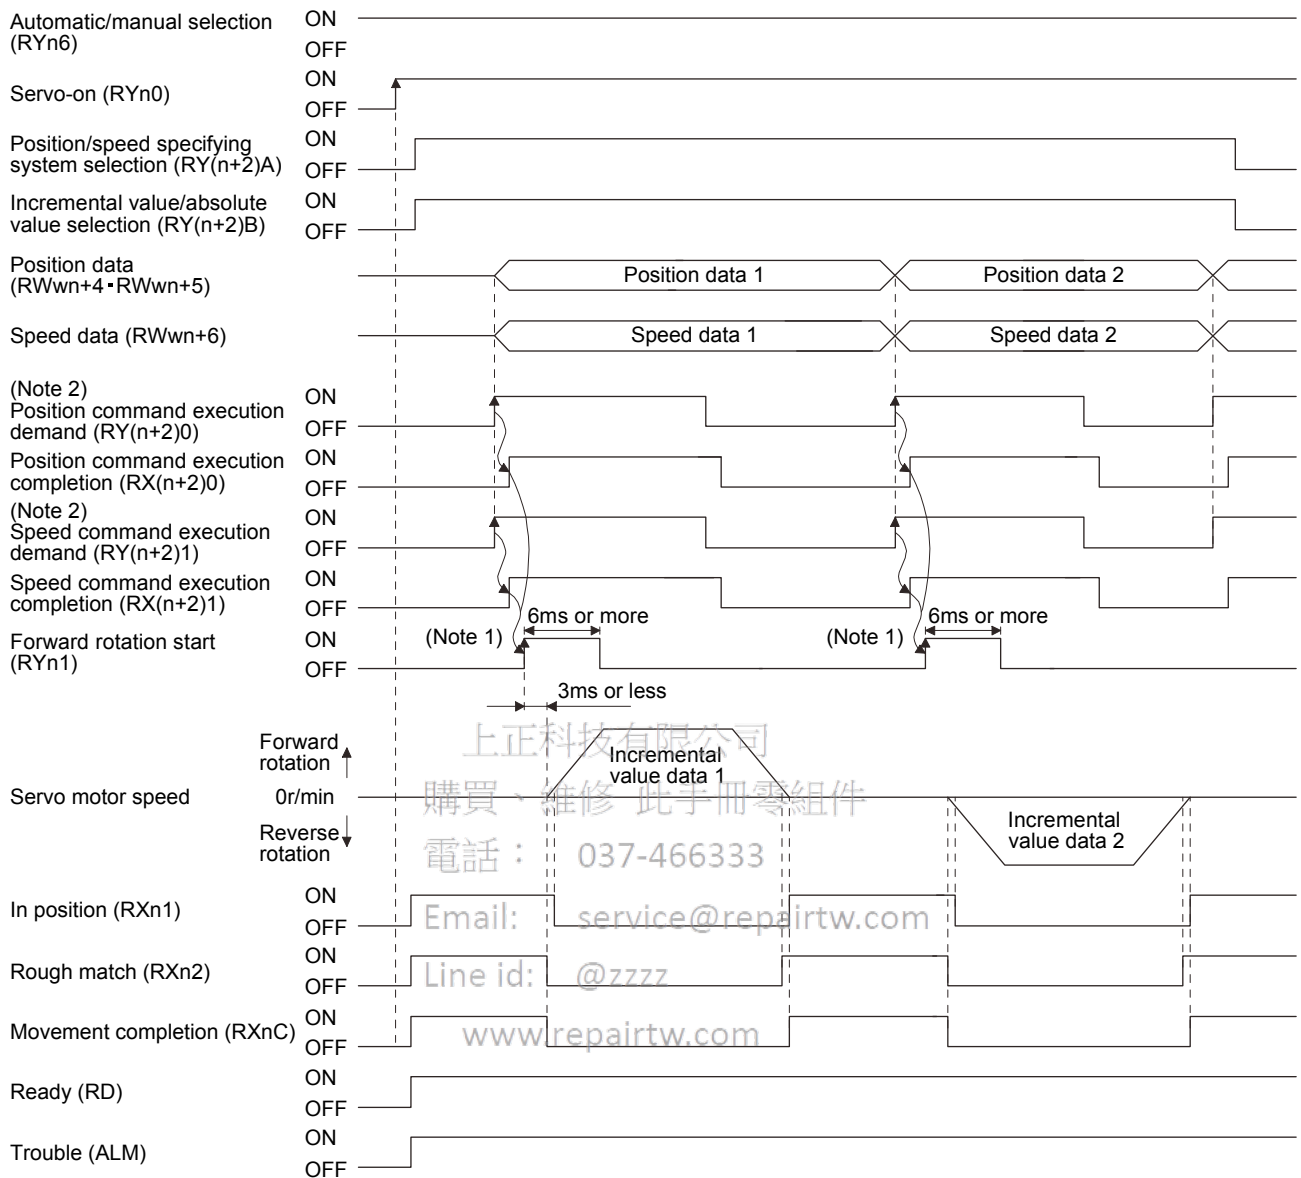 Automatic/manual selection
(RYn6)
ON
OFF
Servo-on (RYn0)
ON
OFF
Position/speed specifying
system selection (RY(n+2)A)
ON
OFF
Incremental value/absolute
value selection (RY(n+2)B)
ON
OFF
Position data
(RWwn+4・RWwn+5)
Position data 1
Position data 2
Speed data (RWwn+6)
Speed data 1
Speed data 2
(Note 2)
Position command execution
demand (RY(n+2)0)
ON
OFF
Position command execution
completion (RX(n+2)0)
ON
OFF
(Note 2)
Speed command execution
demand (RY(n+2)1)
ON
OFF
Speed command execution
completion (RX(n+2)1)
ON
OFF
Forward rotation start
(RYn1)
ON
OFF
(Note 1)
6ms or more
(Note 1)
6ms or more
3ms or less
上正科技有限公司
Servo motor speed
Forward
rotation
0r/min
Reverse
rotation
Incremental
value data 1
Incremental
value data 2
購買、維修 此手冊零組件
電話： 037-466333
In position (RXn1)
ON
OFF
Email: service@repairtw.com
Rough match (RXn2)
ON
OFF
Line id: @zzzz
Movement completion (RXnC)
ON
OFF
www.repairtw.com
Ready (RD)
ON
OFF
Trouble (ALM)
ON
OFF